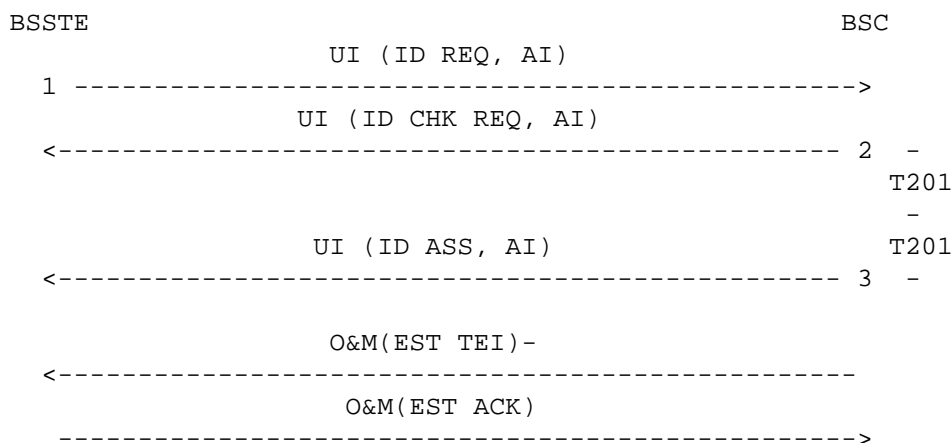 BSSTE BSC
UI (ID REQ, AI)
1 ------------------------------------------------->
UI (ID CHK REQ, AI)
<------------------------------------------------- 2 -
T201
-
UI (ID ASS, AI) T201
<------------------------------------------------- 3 -
O&M(EST TEI)-
<--------------------------------------------------
O&M(EST ACK)
-------------------------------------------------->